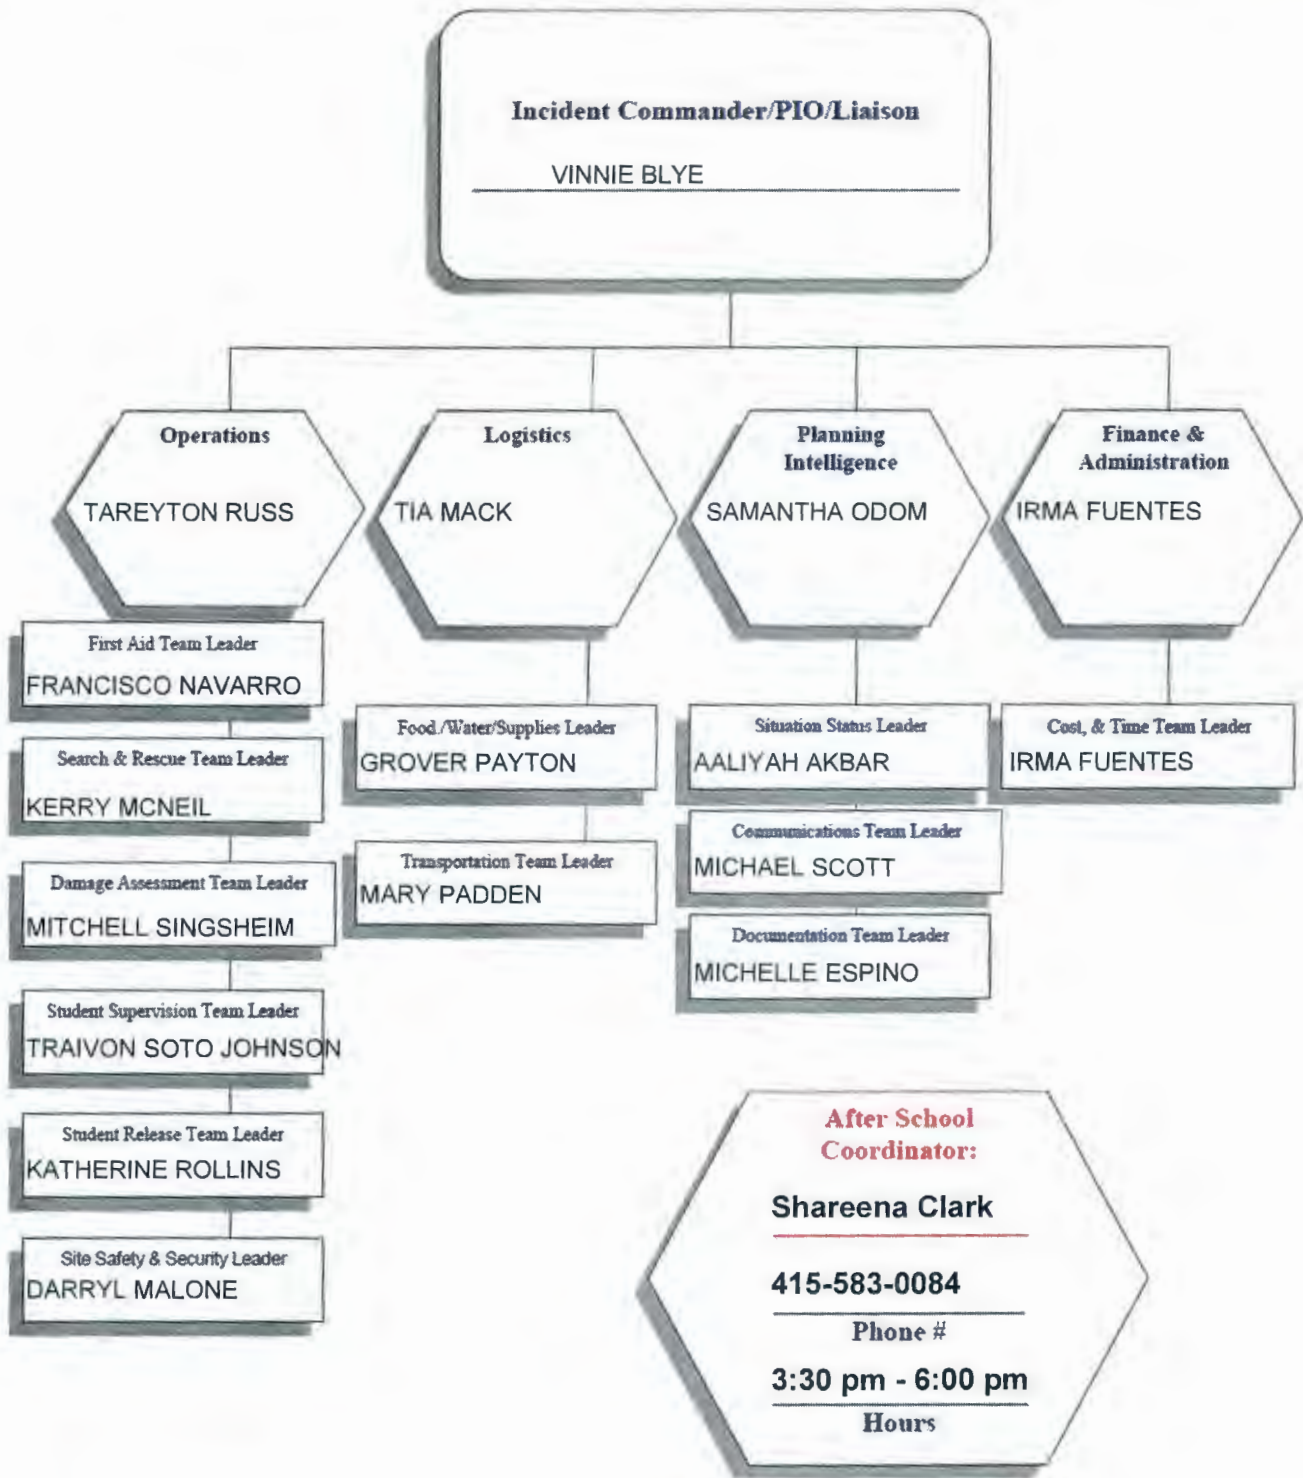 Incident Commander/PIO/Liaison
VINNIE BLYE
Operations
TAREYTON RUSS
Logistics
TIA MACK
Planning
Intelligence
SAMANTHA ODOM
Finance &
Administration
IRMA FUENTES
First Aid Team Leader
FRANCISCO NAVARRO
Search & Rescue Team Leader
KERRY MCNEIL
Damage Assessment Team Leader
MITCHELL SINGSHEIM
Student Supervision Team Leader
TRAIVON SOTO JOHNSON
Student Release Team Leader
KATHERINE ROLLINS
Site Safety & Security Leader
DARRYL MALONE
Food./Water/Supplies Leader
GROVER PAYTON
Transportation Team Leader
MARY PADDEN
Situation Status Leader
AALIYAH AKBAR
Communications Team Leader
MICHAEL SCOTT
Documentation Team Leader
MICHELLE ESPINO
Cost, & Time Team Leader
IRMA FUENTES
After School
Coordinator:
Shareena Clark
415-583-0084
Phone #
3:30 pm - 6:00 pm
Hours